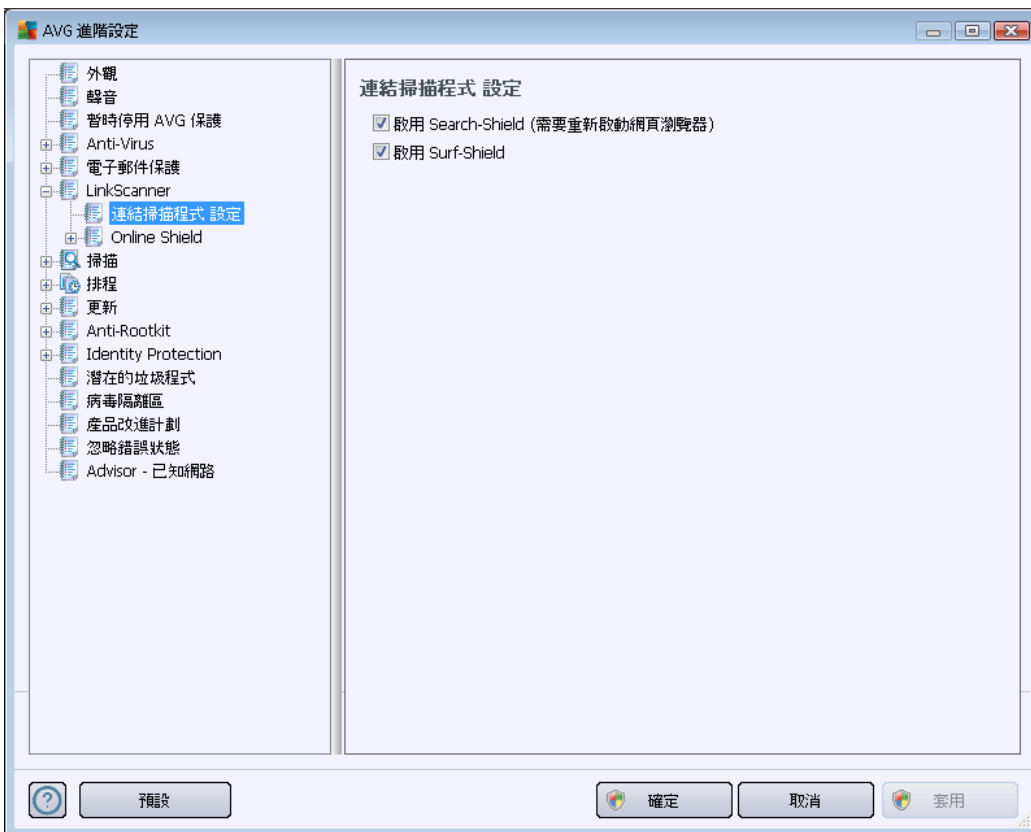 AVG 進階設定
外觀
聲音
暫時停用 AVG 保護
Anti-Virus
電子郵件保護
LinkScanner
連結掃描程式 設定
Online Shield
掃描
排程
更新
Anti-Rootkit
Identity Protection
潛在的垃圾程式
病毒隔離區
產品改進計劃
忽略錯誤狀態
Advisor - 已知網路
連結掃描程式 設定
啟用 Search-Shield (需要重新啟動網頁瀏覽器)
啟用 Surf-Shield
預設
確定
取消
套用